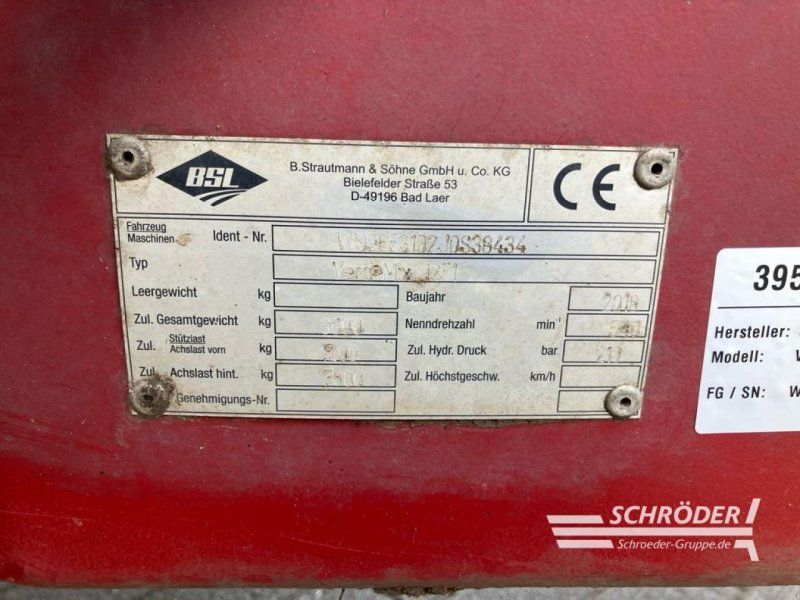 BSL
B.Strautmann & Söhne GmbH u. Co. KG
Bielefelder Straße 53
D-49196 Bad Laer
CE
Fahrzeug
Maschinen
Ident - Nr.
Typ
Leergewicht kg
Baujahr
Zul. Gesamtgewicht kg
Nenndrehzahl min-1
Zul. Stützlast
Achslast vorn kg
Zul. Hydr. Druck bar
Zul. Achslast hint. kg
Zul. Höchstgeschw. km/h
Genehmigungs-Nr.
395
Hersteller:
Modell:
FG / SN: W
SCHRÖDER
Schroeder-Gruppe.de